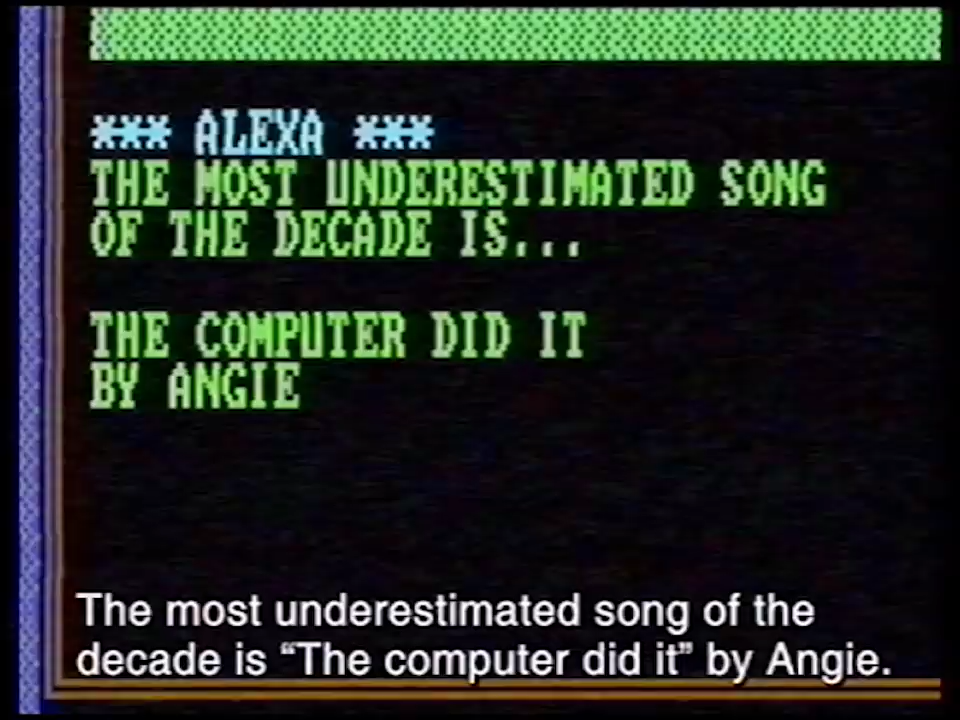 *** ALEXA ***
THE MOST UNDERESTIMATED SONG
OF THE DECADE IS...
THE COMPUTER DID IT
BY ANGIE
The most underestimated song of the
decade is “The computer did it” by Angie.